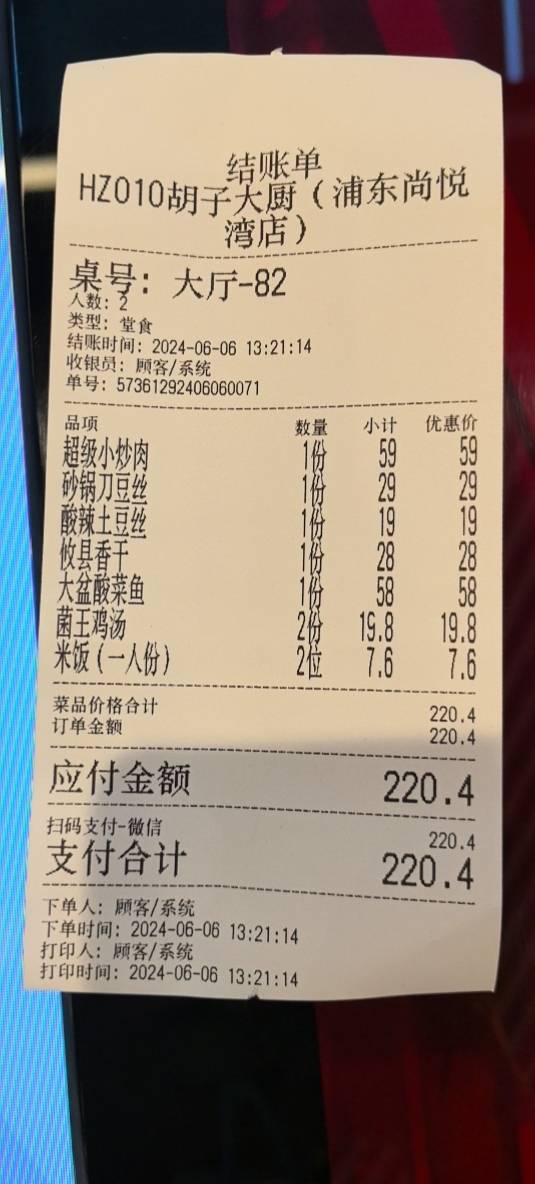 结账单
HZ010胡子大厨（浦东尚悦
湾店）
桌号：大厅-82
人数：2
类型：堂食
结账时间：2024-06-06 13:21:14
收银员：顾客/系统
单号：57361292406060071
品项 数量 小计 优惠价
超级小炒肉 1份 59 59
砂锅刀豆丝 1份 29 29
酸辣土豆丝 1份 19 19
攸县香干 1份 28 28
大盆酸菜鱼 1份 58 58
菌王鸡汤 2份 19.8 19.8
米饭（一人份） 2位 7.6 7.6
菜品价格合计 220.4
订单金额 220.4
应付金额 220.4
扫码支付-微信 220.4
支付合计 220.4
下单人：顾客/系统
下单时间：2024-06-06 13:21:14
打印人：顾客/系统
打印时间：2024-06-06 13:21:14